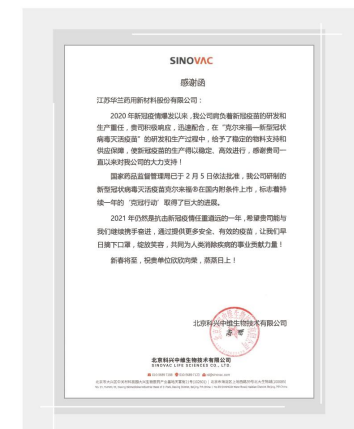 SINOVAC
感谢函
江苏华兰药用新材料股份有限公司：
2020 年新冠疫情爆发以来，我公司肩负着新冠疫苗的研发和
生产重任，贵司积极响应，迅速配合，在“克尔来福—新型冠状
病毒灭活疫苗”的研发和生产过程中，给予了稳定的物料支持和
供应保障，使新冠疫苗的生产得以稳定、高效进行，感谢贵司一
直以来对我公司的大力支持！
国家药品监督管理局已于 2 月 5 日依法批准，我公司研制的
新型冠状病毒灭活疫苗克尔来福®在国内附条件上市，标志着持
续一年的‘克冠行动’取得了巨大的进展。
2021 年仍然是抗击新冠疫情任重道远的一年，希望贵司能与
我们继续携手奋进，通过提供更多安全、有效的疫苗，让我们早
日摘下口罩，绽放笑容，共同为人类消除疾病的事业贡献力量！
新春将至，祝贵单位欣欣向荣，蒸蒸日上！
北京科兴中维生物技术有限公司
北京科兴中维生物技术有限公司
SINOVAC LIFE SCIENCES CO., LTD.